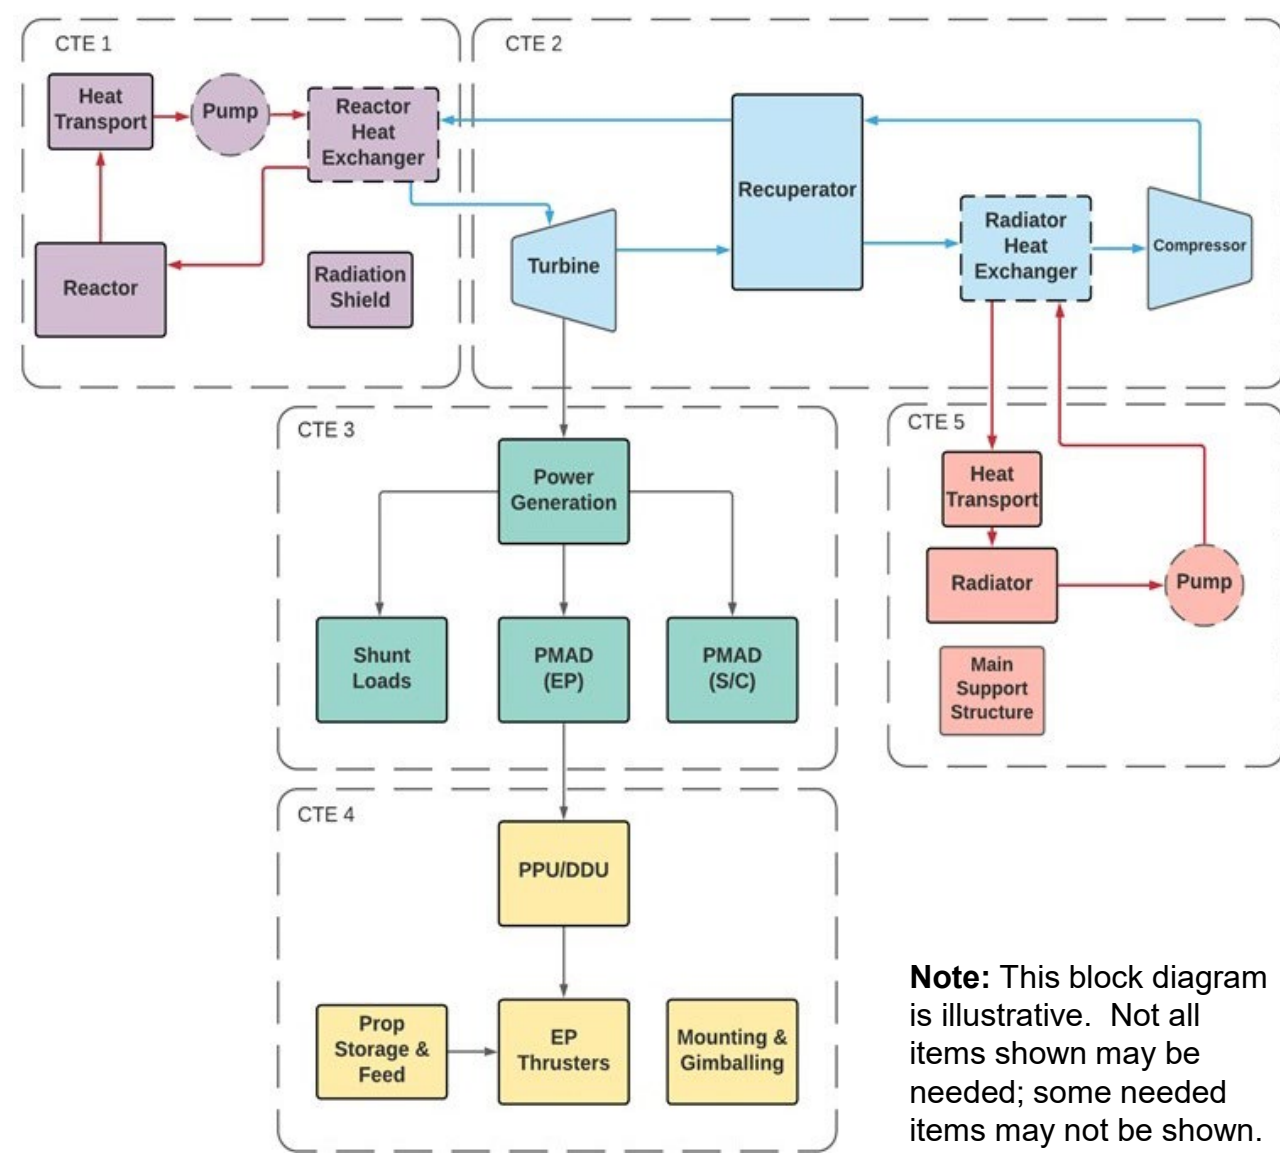 CTE 1
Heat
Transport
Pump
Reactor
Heat
Exchanger
Reactor
Radiation
Shield
CTE 2
Recuperator
Turbine
Radiator
Heat
Exchanger
Compressor
CTE 3
Power
Generation
Shunt
Loads
PMAD
(EP)
PMAD
(S/C)
CTE 5
Heat
Transport
Radiator
Pump
Main
Support
Structure
CTE 4
PPU/DDU
Prop
Storage &
Feed
EP
Thrusters
Mounting &
Gimballing
Note: This block diagram
is illustrative. Not all
items shown may be
needed; some needed
items may not be shown.